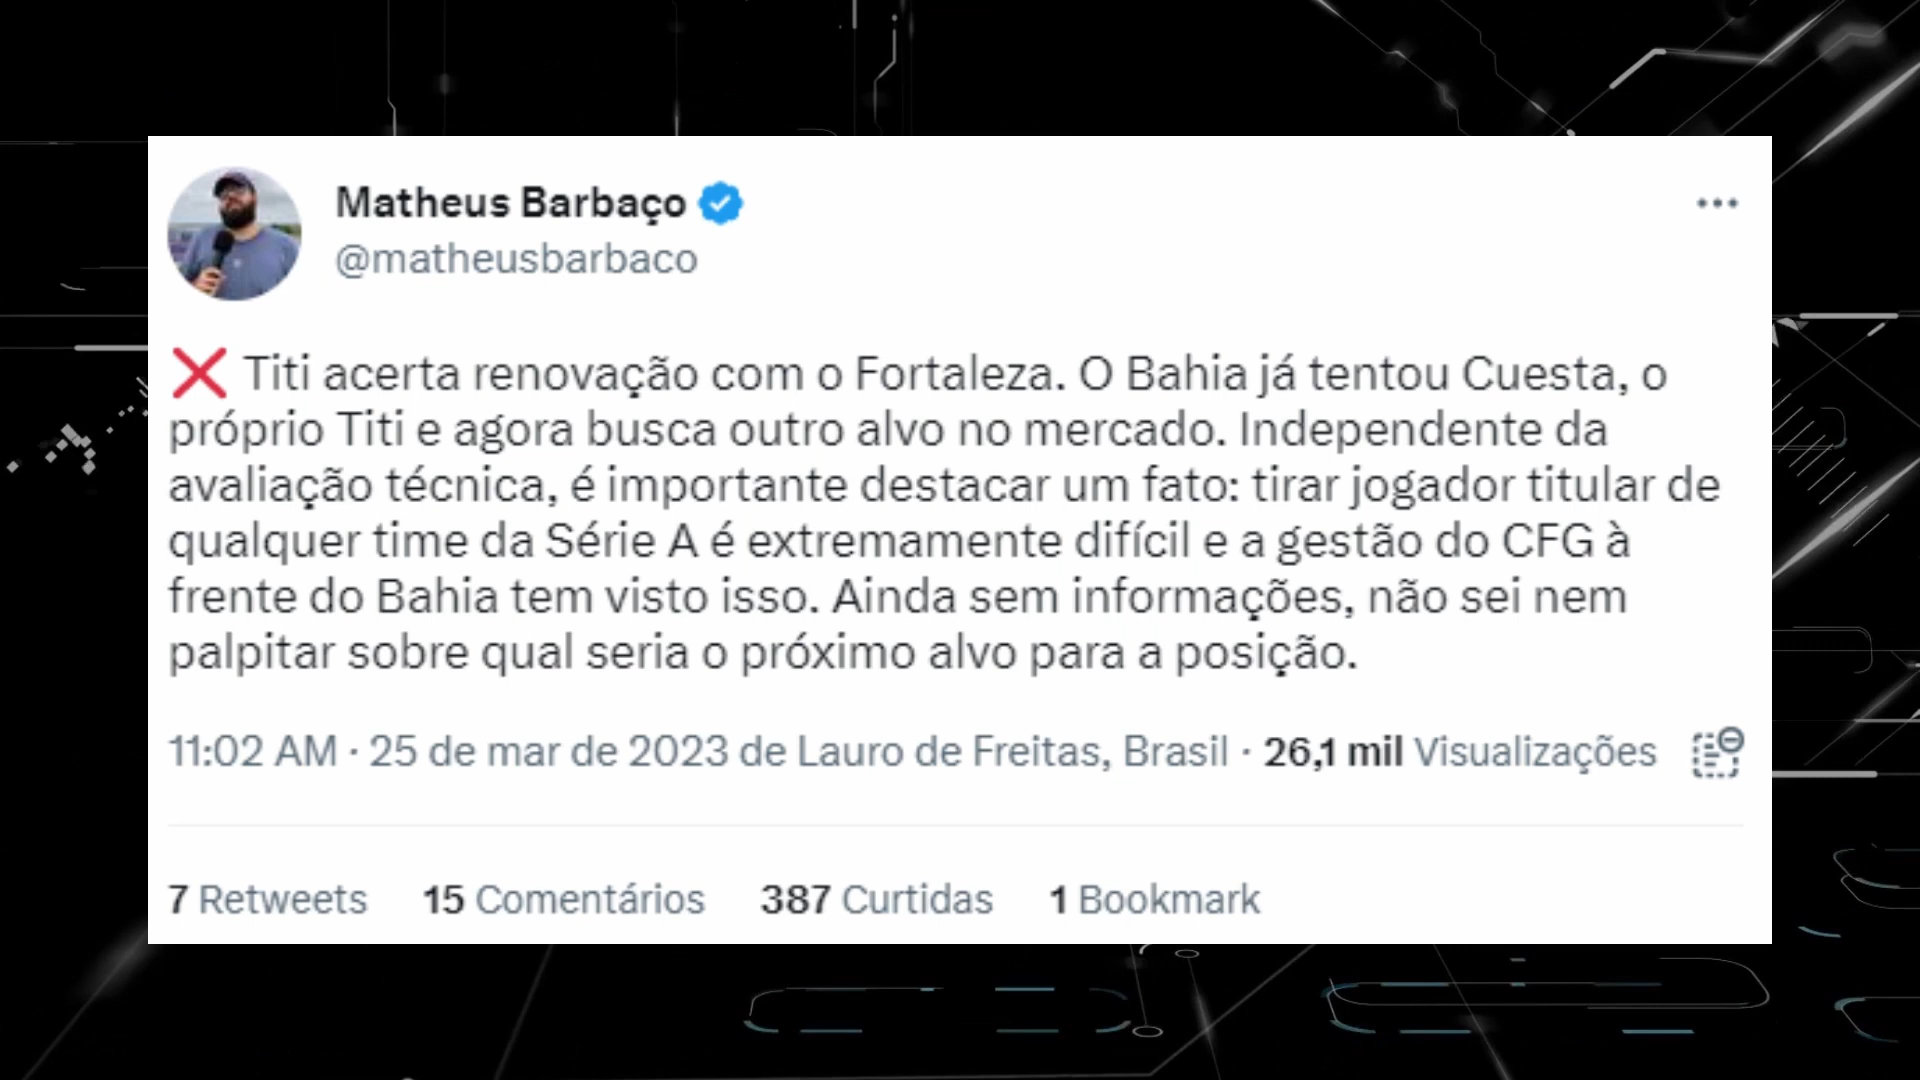 Matheus Barbaço
@matheusbarbaco
❌ Titi acerta renovação com o Fortaleza. O Bahia já tentou Cuesta, o
próprio Titi e agora busca outro alvo no mercado. Independente da
avaliação técnica, é importante destacar um fato: tirar jogador titular de
qualquer time da Série A é extremamente difícil e a gestão do CFG à
frente do Bahia tem visto isso. Ainda sem informações, não sei nem
palpitar sobre qual seria o próximo alvo para a posição.
11:02 AM · 25 de mar de 2023 de Lauro de Freitas, Brasil · 26,1 mil Visualizações
7 Retweets 15 Comentários 387 Curtidas 1 Bookmark